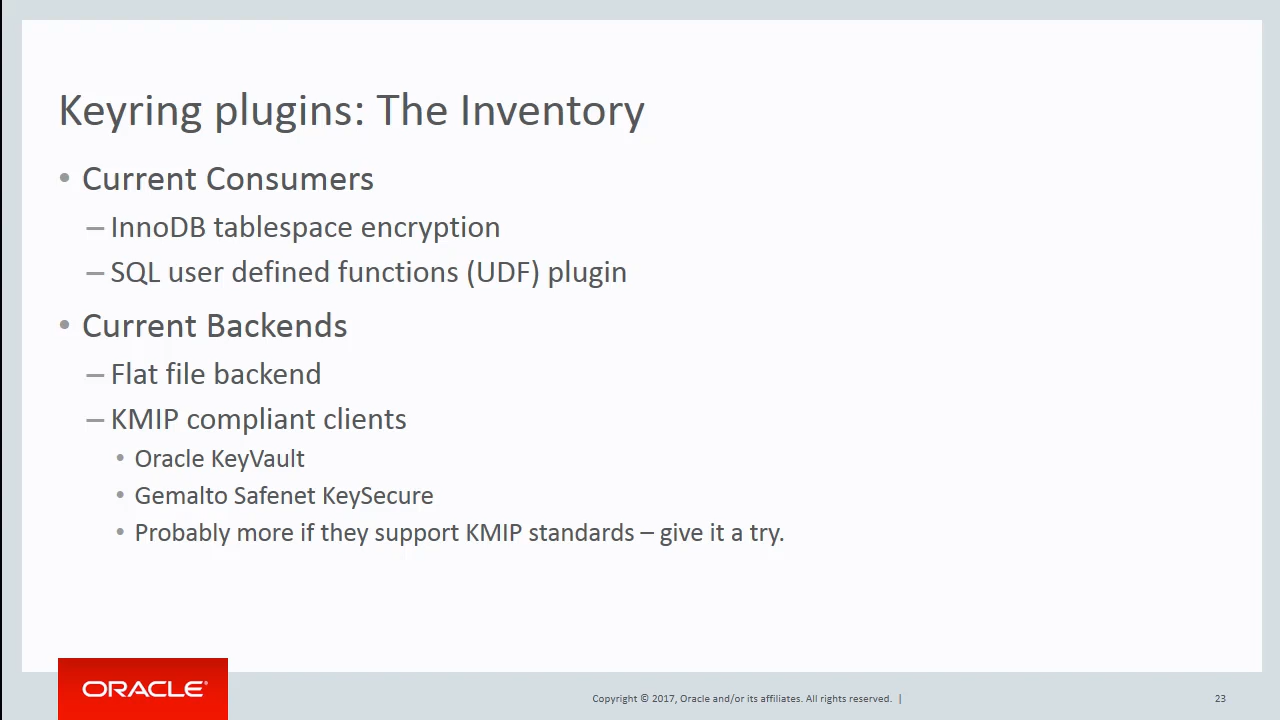 Keyring plugins: The Inventory
• Current Consumers
– InnoDB tablespace encryption
– SQL user defined functions (UDF) plugin
• Current Backends
– Flat file backend
– KMIP compliant clients
• Oracle KeyVault
• Gemalto Safenet KeySecure
• Probably more if they support KMIP standards – give it a try.
ORACLE®
Copyright © 2017, Oracle and/or its affiliates. All rights reserved. |
23